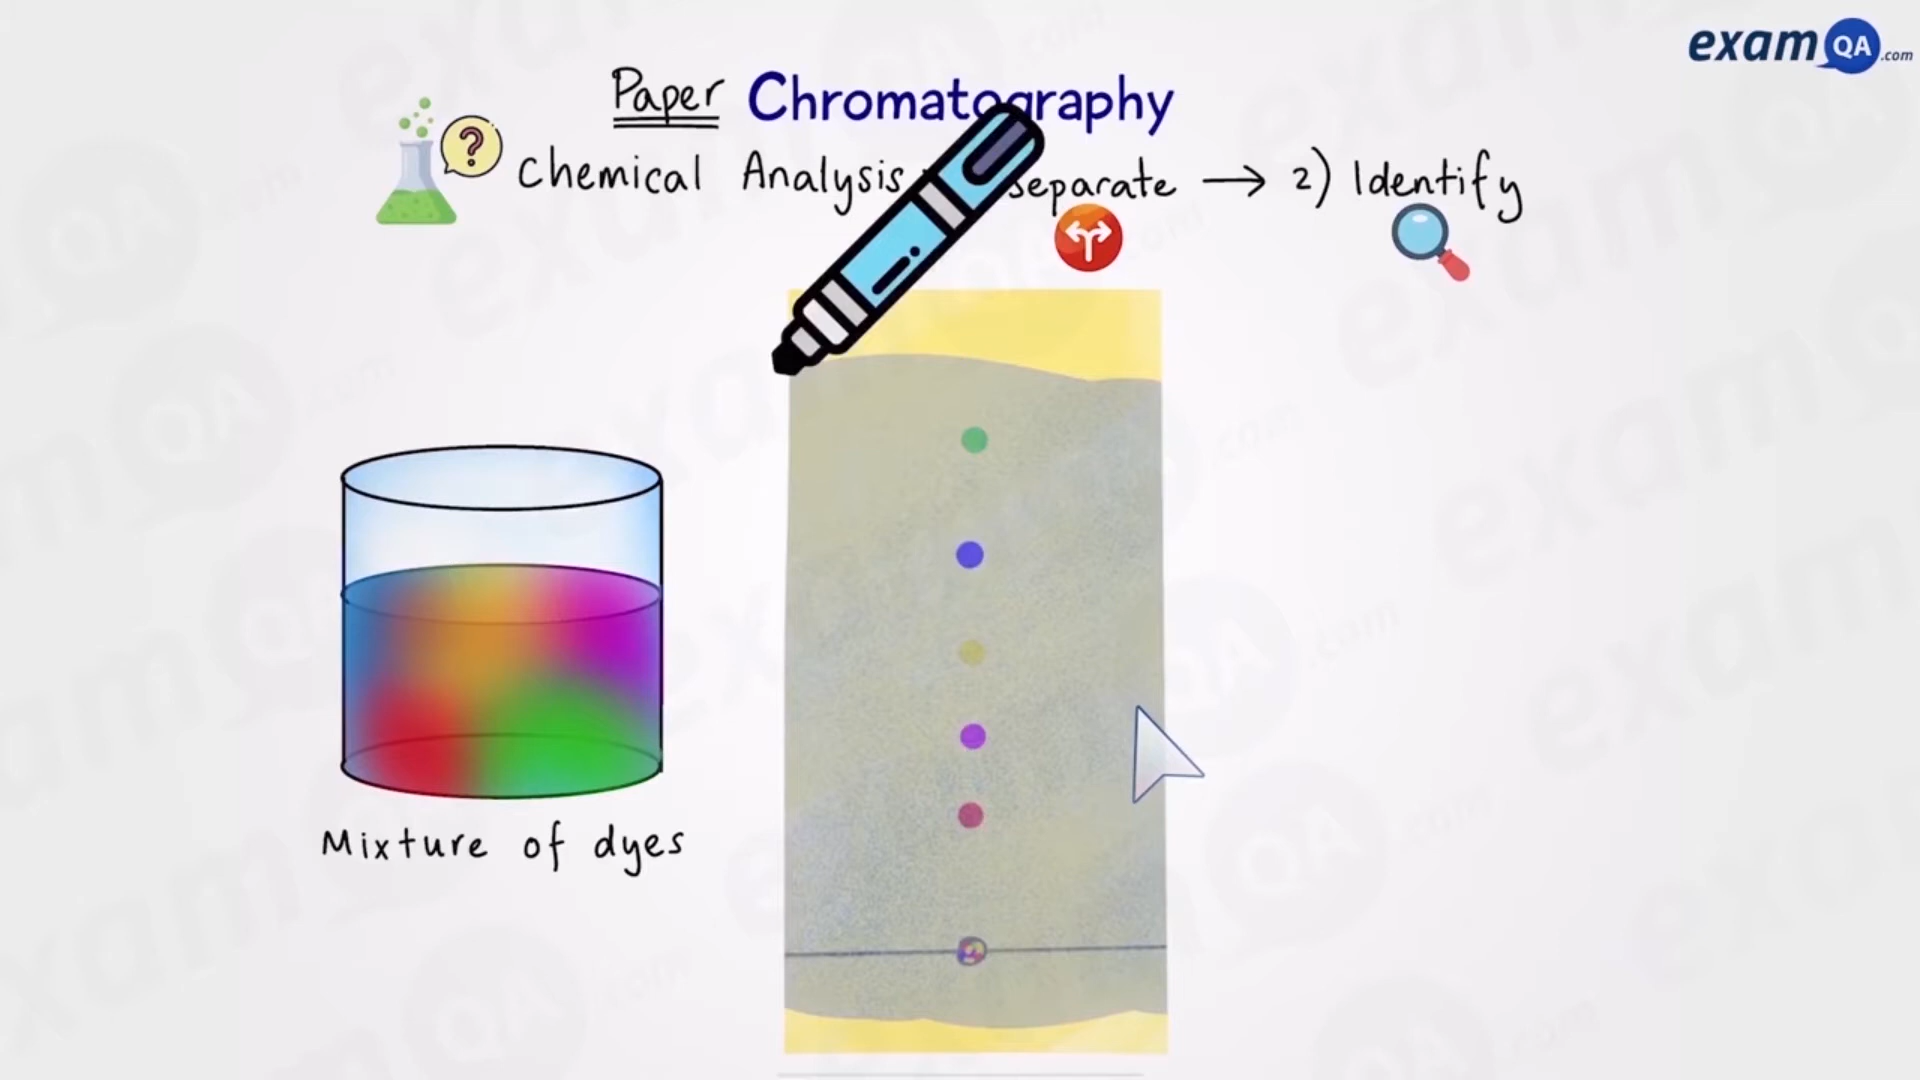 examQA.com
Paper Chromatography
Chemical Analysis separate → 2) Identify
?
Mixture of dyes